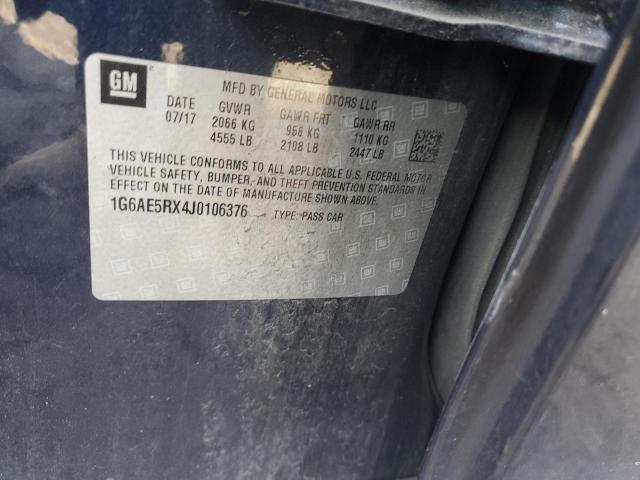 GM
MFD BY GENERAL MOTORS LLC
DATE GVWR GAWR FRT GAWR RR
07/17 2066 KG 956 KG 1110 KG
4555 LB 2108 LB 2447 LB
THIS VEHICLE CONFORMS TO ALL APPLICABLE U.S. FEDERAL MOTOR
VEHICLE SAFETY, BUMPER, AND THEFT PREVENTION STANDARDS IN
EFFECT ON THE DATE OF MANUFACTURE SHOWN ABOVE.
1G6AE5RX4J0106376 TYPE: PASS CAR